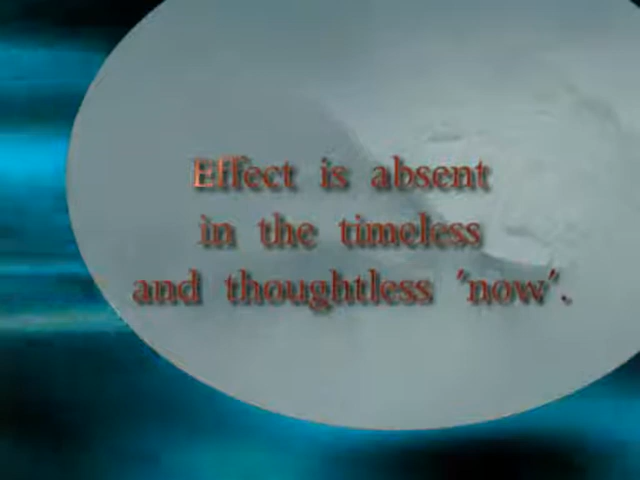 Effect is absent
in the timeless
and thoughtless 'now'.